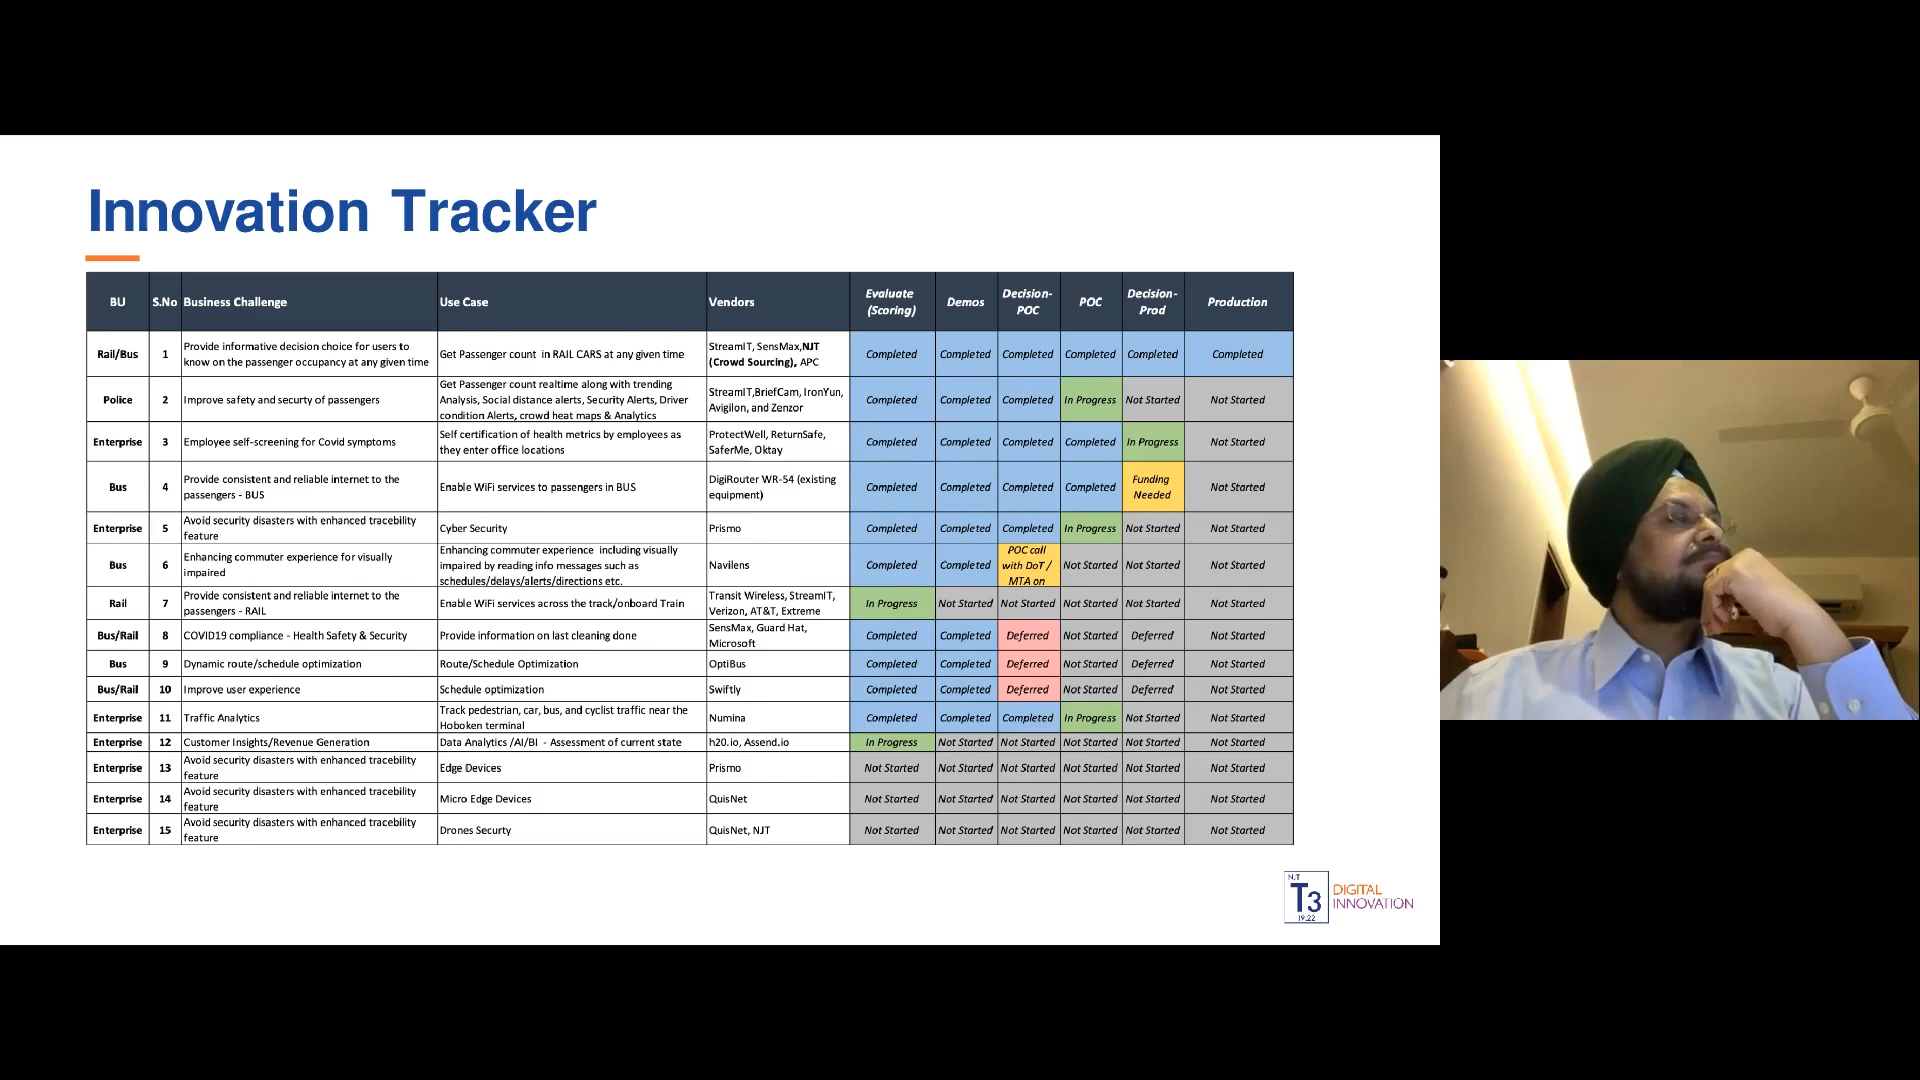 Innovation Tracker
BU S.No Business Challenge Use Case Vendors Evaluate (Scoring) Demos Decision-POC POC Decision-Prod Production
Rail/Bus 1 Provide informative decision choice for users to know on the passenger occupancy at any given time Get Passenger count in RAIL CARS at any given time StreamIT, SensMax,NJT (Crowd Sourcing), APC Completed Completed Completed Completed Completed Completed
Police 2 Improve safety and securty of passengers Get Passenger count realtime along with trending Analysis, Social distance alerts, Security Alerts, Driver condition Alerts, crowd heat maps & Analytics StreamIT,BriefCam, IronYun, Avigilon, and Zenzor Completed Completed Completed In Progress Not Started Not Started
Enterprise 3 Employee self-screening for Covid symptoms Self certification of health metrics by employees as they enter office locations ProtectWell, ReturnSafe, SaferMe, Oktay Completed Completed Completed Completed In Progress Not Started
Bus 4 Provide consistent and reliable internet to the passengers - BUS Enable WiFi services to passengers in BUS DigiRouter WR-54 (existing equipment) Completed Completed Completed Completed Funding Needed Not Started
Enterprise 5 Avoid security disasters with enhanced tracebility feature Cyber Security Prismo Completed Completed Completed In Progress Not Started Not Started
Bus 6 Enhancing commuter experience for visually impaired Enhancing commuter experience including visually impaired by reading info messages such as schedules/delays/alerts/directions etc. Navilens Completed Completed POC call with DoT / MTA on Not Started Not Started Not Started
Rail 7 Provide consistent and reliable internet to the passengers - RAIL Enable WiFi services across the track/onboard Train Transit Wireless, StreamIT, Verizon, AT&T, Extreme In Progress Not Started Not Started Not Started Not Started Not Started
Bus/Rail 8 COVID19 compliance - Health Safety & Security Provide information on last cleaning done SensMax, Guard Hat, Microsoft Completed Completed Deferred Not Started Deferred Not Started
Bus 9 Dynamic route/schedule optimization Route/Schedule Optimization OptiBus Completed Completed Deferred Not Started Deferred Not Started
Bus/Rail 10 Improve user experience Schedule optimization Swiftly Completed Completed Deferred Not Started Deferred Not Started
Enterprise 11 Traffic Analytics Track pedestrian, car, bus, and cyclist traffic near the Hoboken terminal Numina Completed Completed Completed In Progress Not Started Not Started
Enterprise 12 Customer Insights/Revenue Generation Data Analytics /AI/BI - Assessment of current state h20.io, Assend.io In Progress Not Started Not Started Not Started Not Started Not Started
Enterprise 13 Avoid security disasters with enhanced tracebility feature Edge Devices Prismo Not Started Not Started Not Started Not Started Not Started Not Started
Enterprise 14 Avoid security disasters with enhanced tracebility feature Micro Edge Devices QuisNet Not Started Not Started Not Started Not Started Not Started Not Started
Enterprise 15 Avoid security disasters with enhanced tracebility feature Drones Securty QuisNet, NJT Not Started Not Started Not Started Not Started Not Started Not Started
N.T
T3
19.22
DIGITAL
INNOVATION